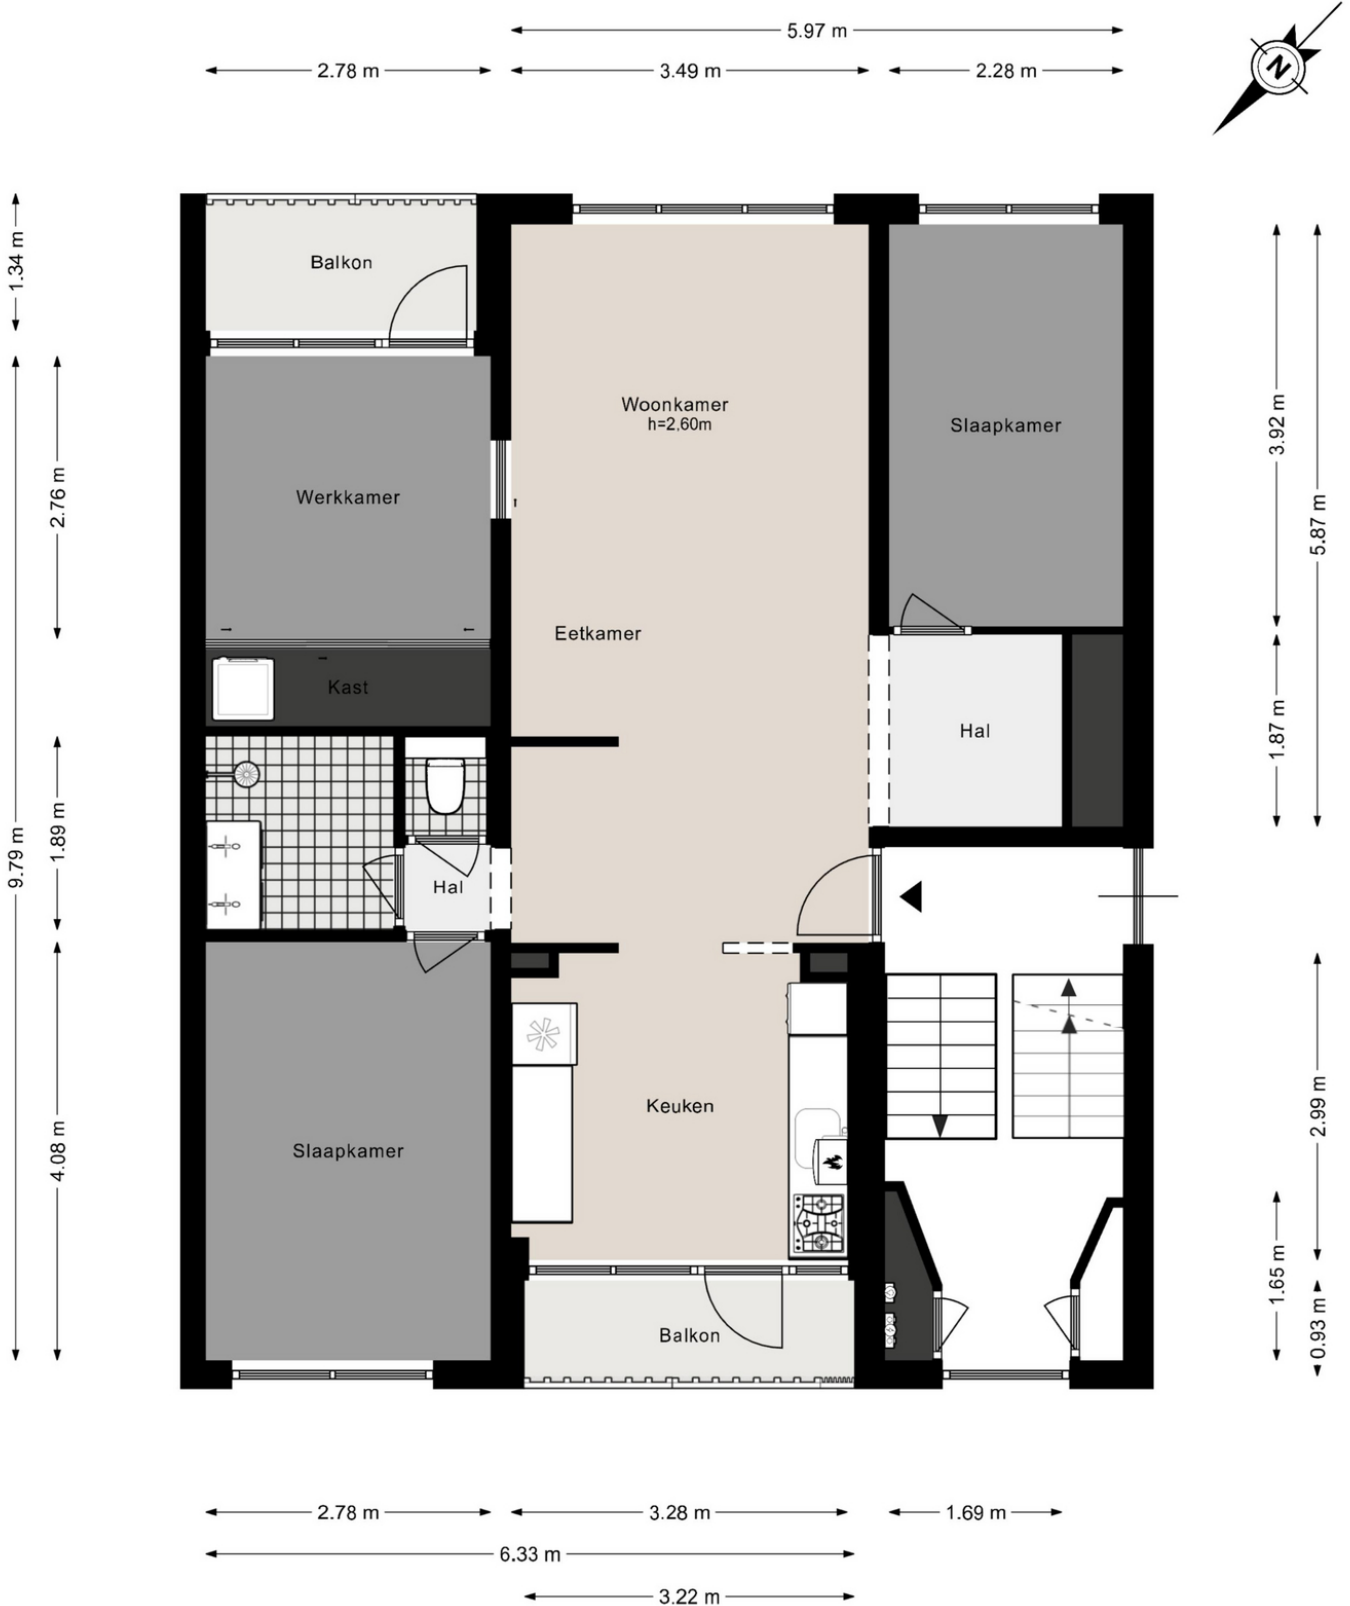 5.97 m
2.78 m
3.49 m
2.28 m
N
1.34 m
Balkon
Woonkamer
h=2.60m
Slaapkamer
3.92 m
2.76 m
Werkkamer
5.87 m
Eetkamer
Kast
Hal
1.87 m
9.79 m
1.89 m
Hal
Keuken
2.99 m
4.08 m
Slaapkamer
1.65 m
0.93 m
Balkon
2.78 m
3.28 m
1.69 m
6.33 m
3.22 m